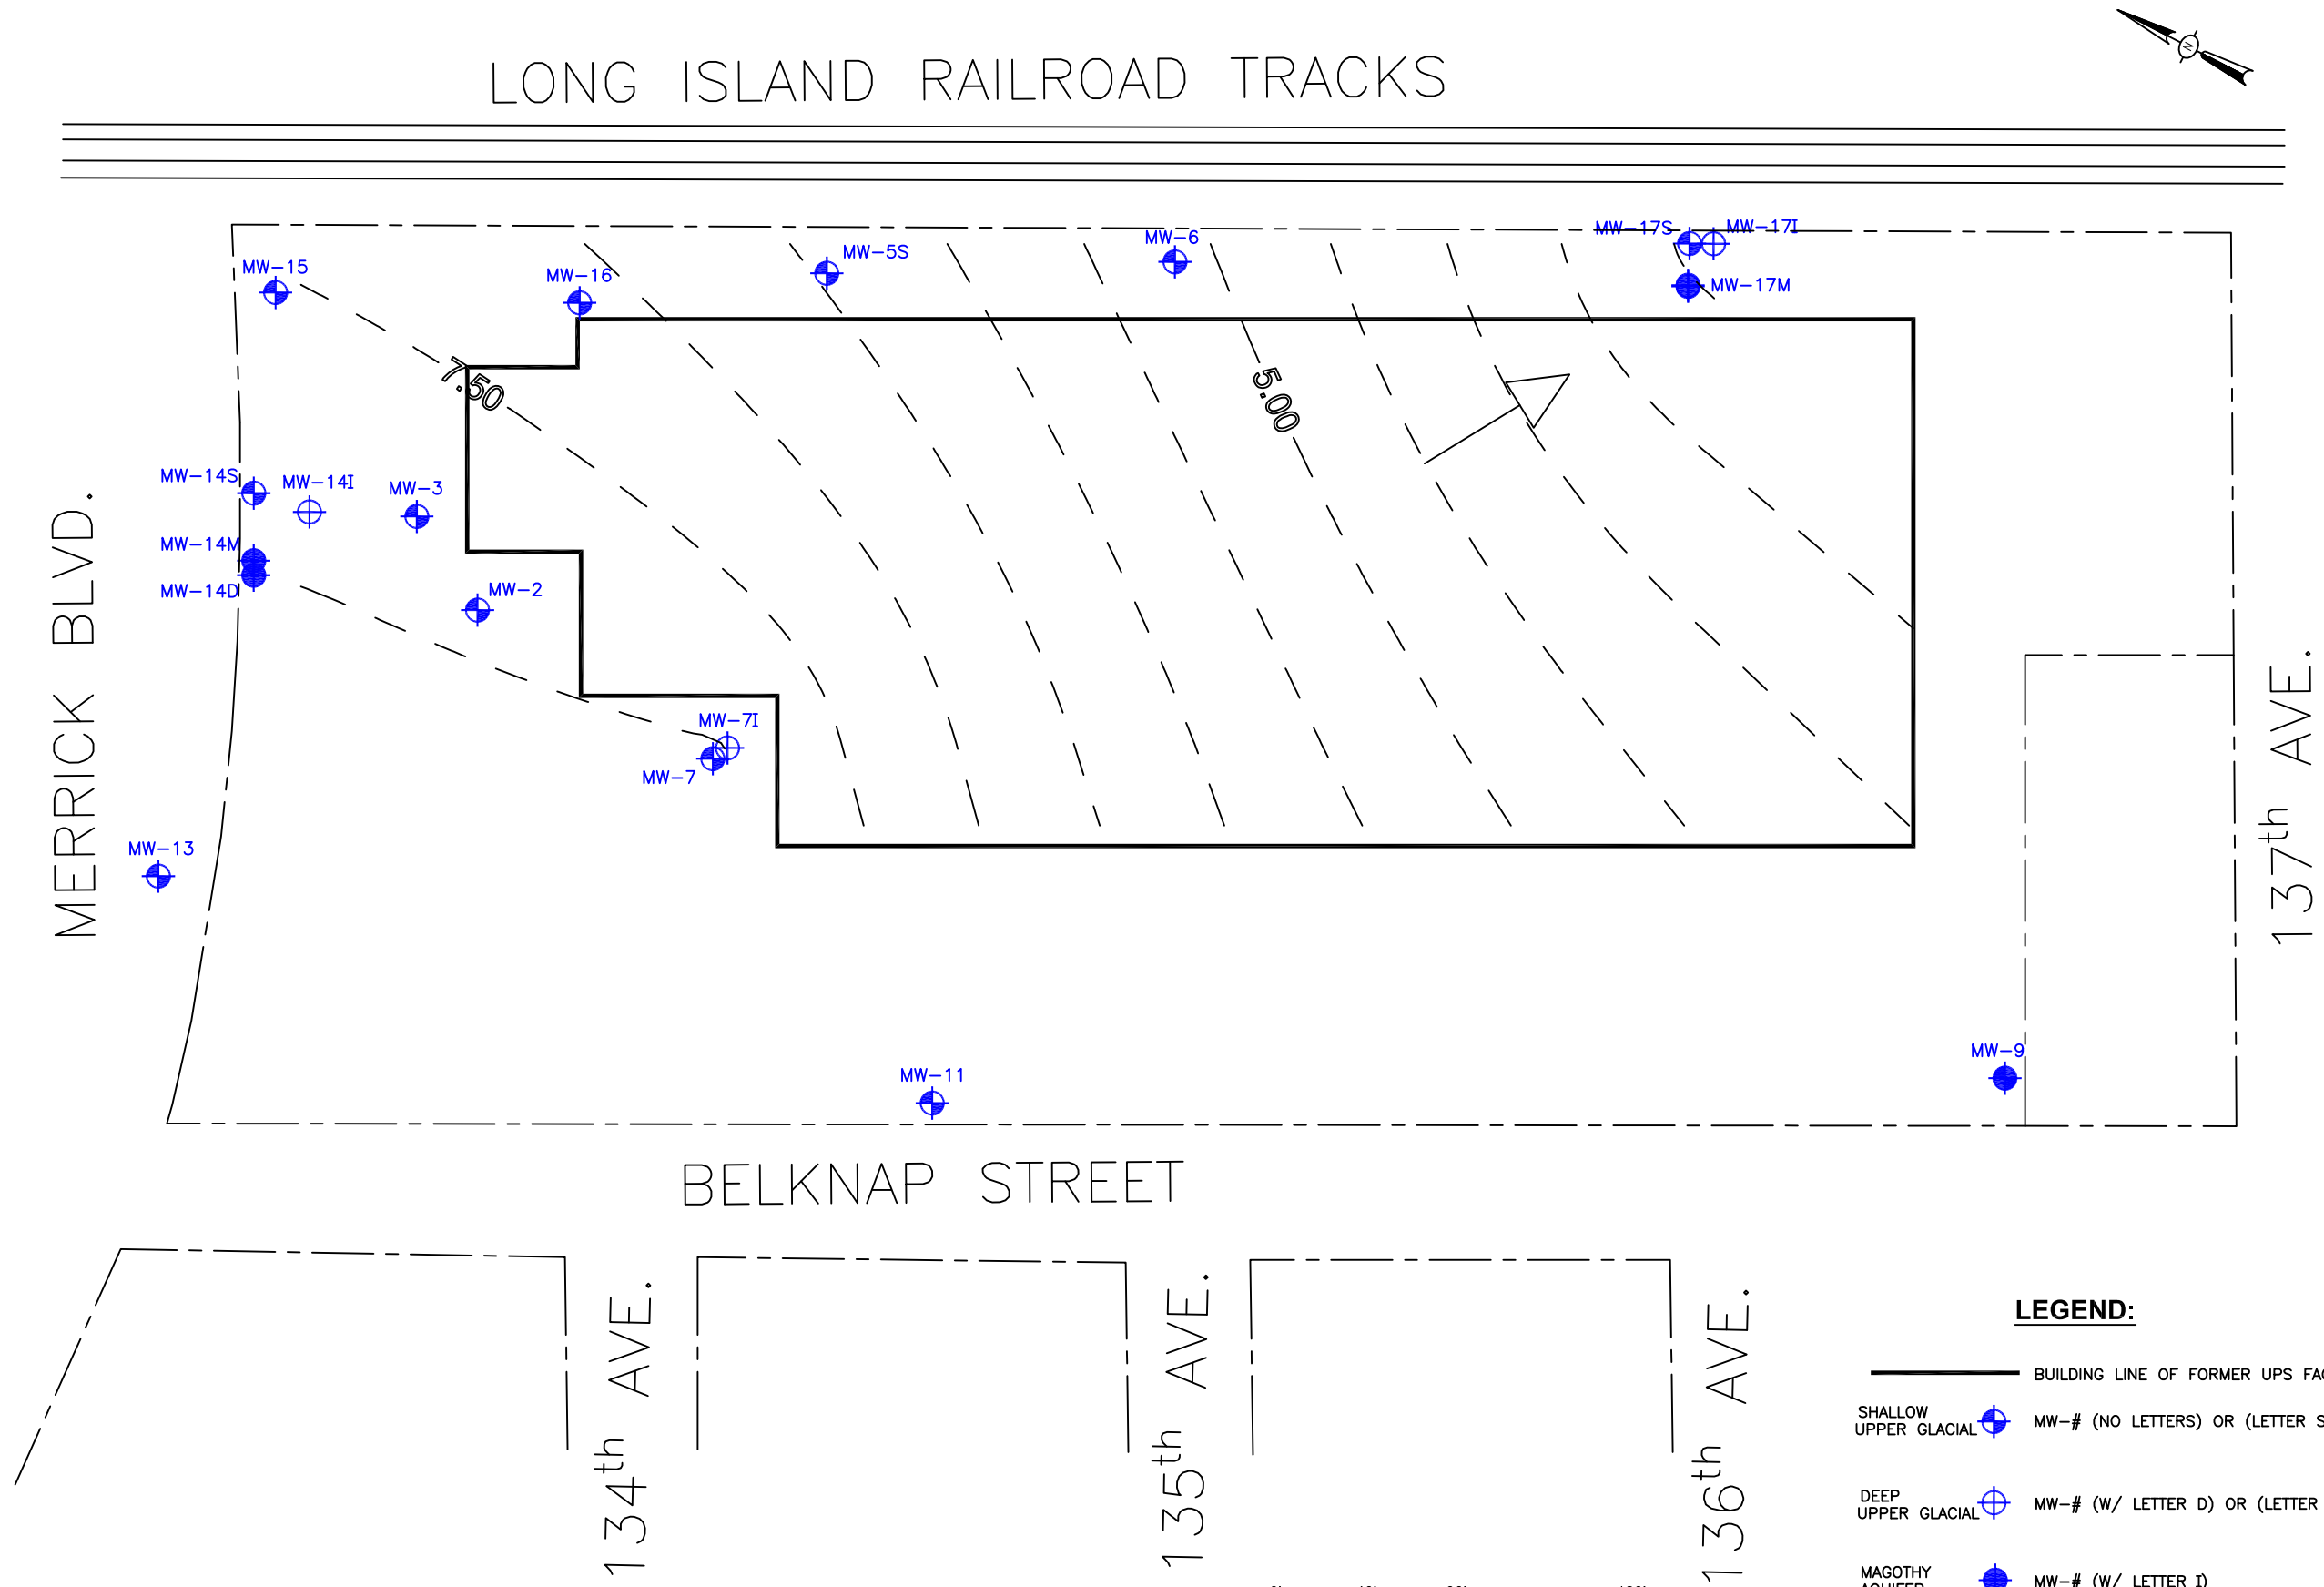 N
LONG ISLAND RAILROAD TRACKS
MW-17S
MW-17I
MW-6
MW-5S
MW-15
MW-16
MW-17M
7.50
5.00
MW-14S
MW-14I
MW-3
MW-14M
MW-14D
MW-2
MERRICK BLVD.
MW-7I
MW-7
137th AVE.
MW-13
MW-11
MW-9
BELKNAP STREET
134th AVE.
135th AVE.
136th AVE.
LEGEND:
BUILDING LINE OF FORMER UPS
SHALLOW
UPPER GLACIAL
MW-# (NO LETTERS) OR (LETTER S
DEEP
UPPER GLACIAL
MW-# (W/ LETTER D) OR (LETTER
MAGOTHY
AQUIFER
MW-# (W/ LETTER I)